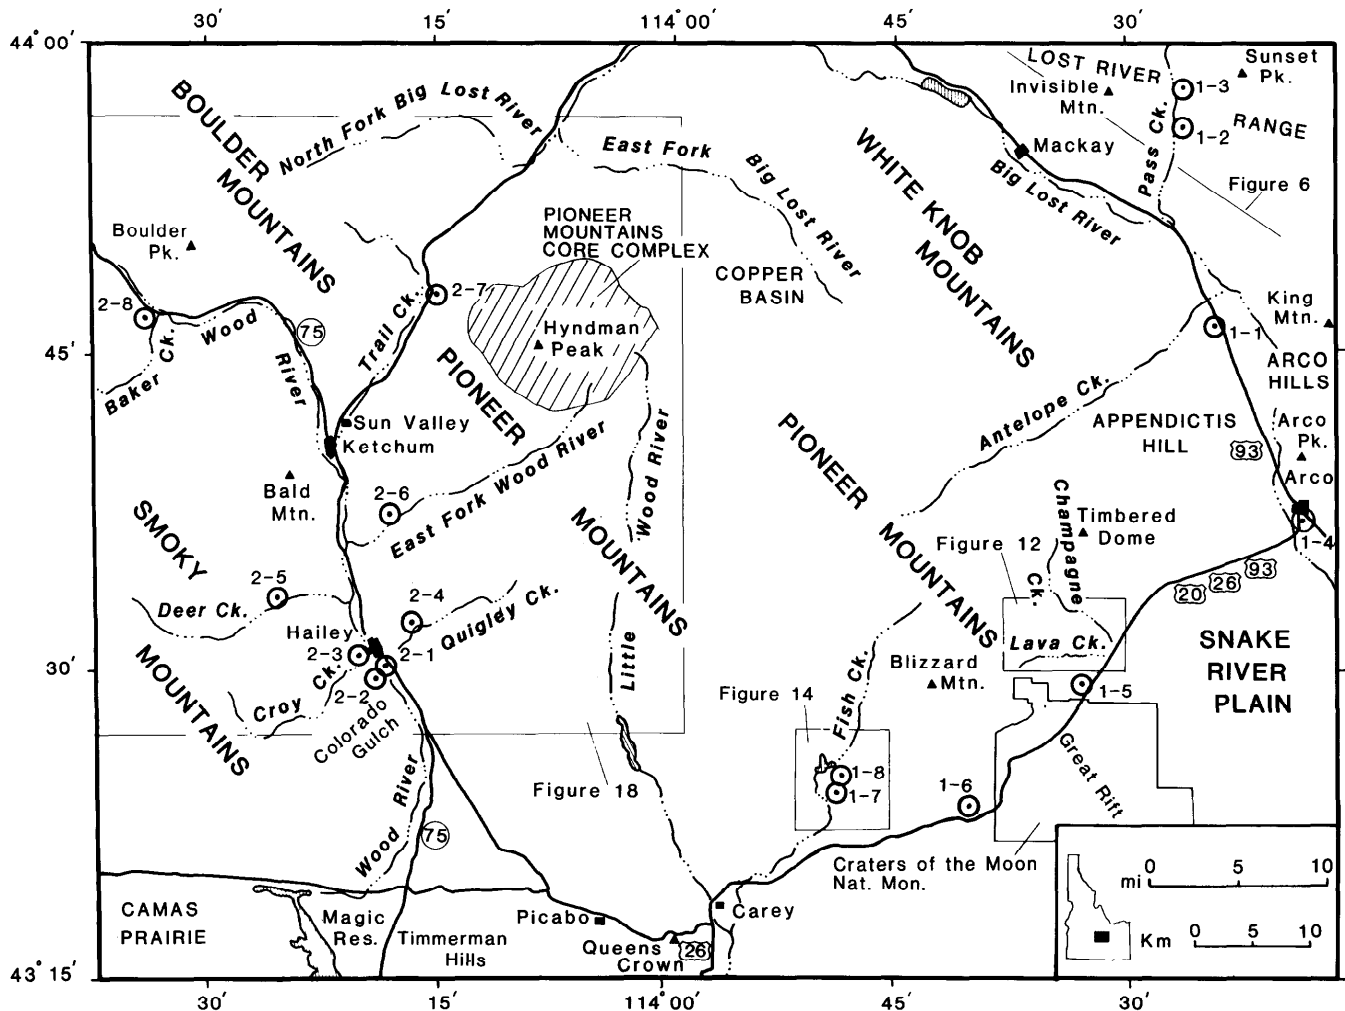 30′
15′
114° 00′
45′
30′
44° 00′
LOST RIVER
RANGE
Sunset
Pk.
Invisible
Mtn.
1-3
1-2
Pass Ck.
Figure 6
BOULDER
MOUNTAINS
North Fork Big Lost River
East Fork
Big Lost River
WHITE KNOB
MOUNTAINS
Mackay
Big Lost River
Boulder
Pk.
PIONEER
MOUNTAINS
CORE COMPLEX
COPPER
BASIN
2-8
Wood
River
75
Baker Ck.
Trail Ck.
2-7
Hyndman
Peak
King
Mtn.
1-1
ARCO
HILLS
45′
PIONEER
MOUNTAINS
Antelope Ck.
APPENDICTIS
HILL
93
Arco
Pk.
Arco
1-4
Sun Valley
Ketchum
Bald
Mtn.
2-6
East Fork Wood River
Little
Wood River
PIONEER
MOUNTAINS
Champagne
Ck.
Timbered
Dome
Figure 12
20
26
93
SMOKY
MOUNTAINS
2-5
Deer Ck.
2-4
Quigley Ck.
Hailey
2-3
2-1
2-2
Croy Ck.
Colorado
Gulch
30′
Lava Ck.
Blizzard
Mtn.
1-5
SNAKE
RIVER
PLAIN
Figure 14
Fish Ck.
1-8
1-7
1-6
Great Rift
Figure 18
Wood River
75
Craters of the Moon
Nat. Mon.
CAMAS
PRAIRIE
Magic
Res.
Timmerman
Hills
Picabo
Queens
Crown
26
Carey
mi
0
5
10
Km
0
5
10
43° 15′
30′
15′
114° 00′
45′
30′